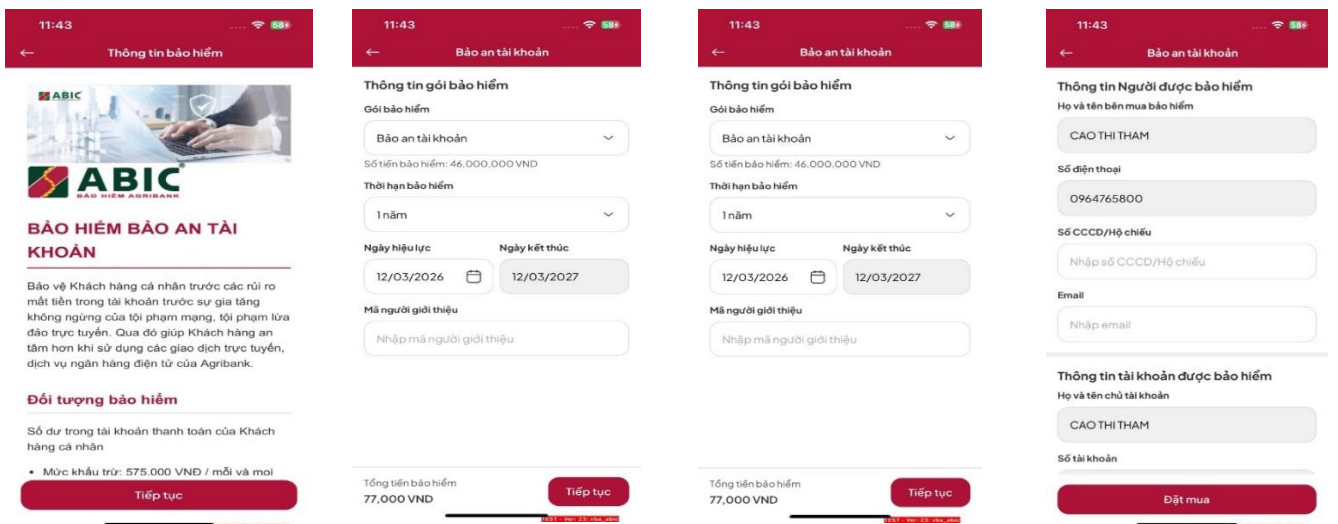 11:43
58
Thông tin bảo hiểm
ABIC
ABIC
BẢO HIỂM AGRIBANK
BẢO HIỂM BẢO AN TÀI
KHOẢN
Bảo vệ Khách hàng cá nhân trước các rủi ro
mất tiền trong tài khoản trước sự gia tăng
không ngừng của tội phạm mạng, tội phạm lừa
đảo trực tuyến. Qua đó giúp Khách hàng an
tâm hơn khi sử dụng các giao dịch trực tuyến,
dịch vụ ngân hàng điện tử của Agribank.
Đối tượng bảo hiểm
Số dư trong tài khoản thanh toán của Khách
hàng cá nhân
• Mức khấu trừ: 575.000 VNĐ / mỗi và mọi
Tiếp tục
11:43
58
Bảo an tài khoản
Thông tin gói bảo hiểm
Gói bảo hiểm
Bảo an tài khoản
Số tiền bảo hiểm: 46,000,000 VND
Thời hạn bảo hiểm
1 năm
Ngày hiệu lực Ngày kết thúc
12/03/2026 12/03/2027
Mã người giới thiệu
Nhập mã người giới thiệu
Tổng tiền bảo hiểm
77,000 VND
Tiếp tục
TEST - Ver: 23: vba_abic
11:43
58
Bảo an tài khoản
Thông tin gói bảo hiểm
Gói bảo hiểm
Bảo an tài khoản
Số tiền bảo hiểm: 46,000,000 VND
Thời hạn bảo hiểm
1 năm
Ngày hiệu lực Ngày kết thúc
12/03/2026 12/03/2027
Mã người giới thiệu
Nhập mã người giới thiệu
Tổng tiền bảo hiểm
77,000 VND
Tiếp tục
TEST - Ver: 23: vba_abic
11:43
58
Bảo an tài khoản
Thông tin Người được bảo hiểm
Họ và tên bên mua bảo hiểm
CAO THI THAM
Số điện thoại
0964765800
Số CCCD/Hộ chiếu
Nhập số CCCD/Hộ chiếu
Email
Nhập email
Thông tin tài khoản được bảo hiểm
Họ và tên chủ tài khoản
CAO THI THAM
Số tài khoản
Đặt mua